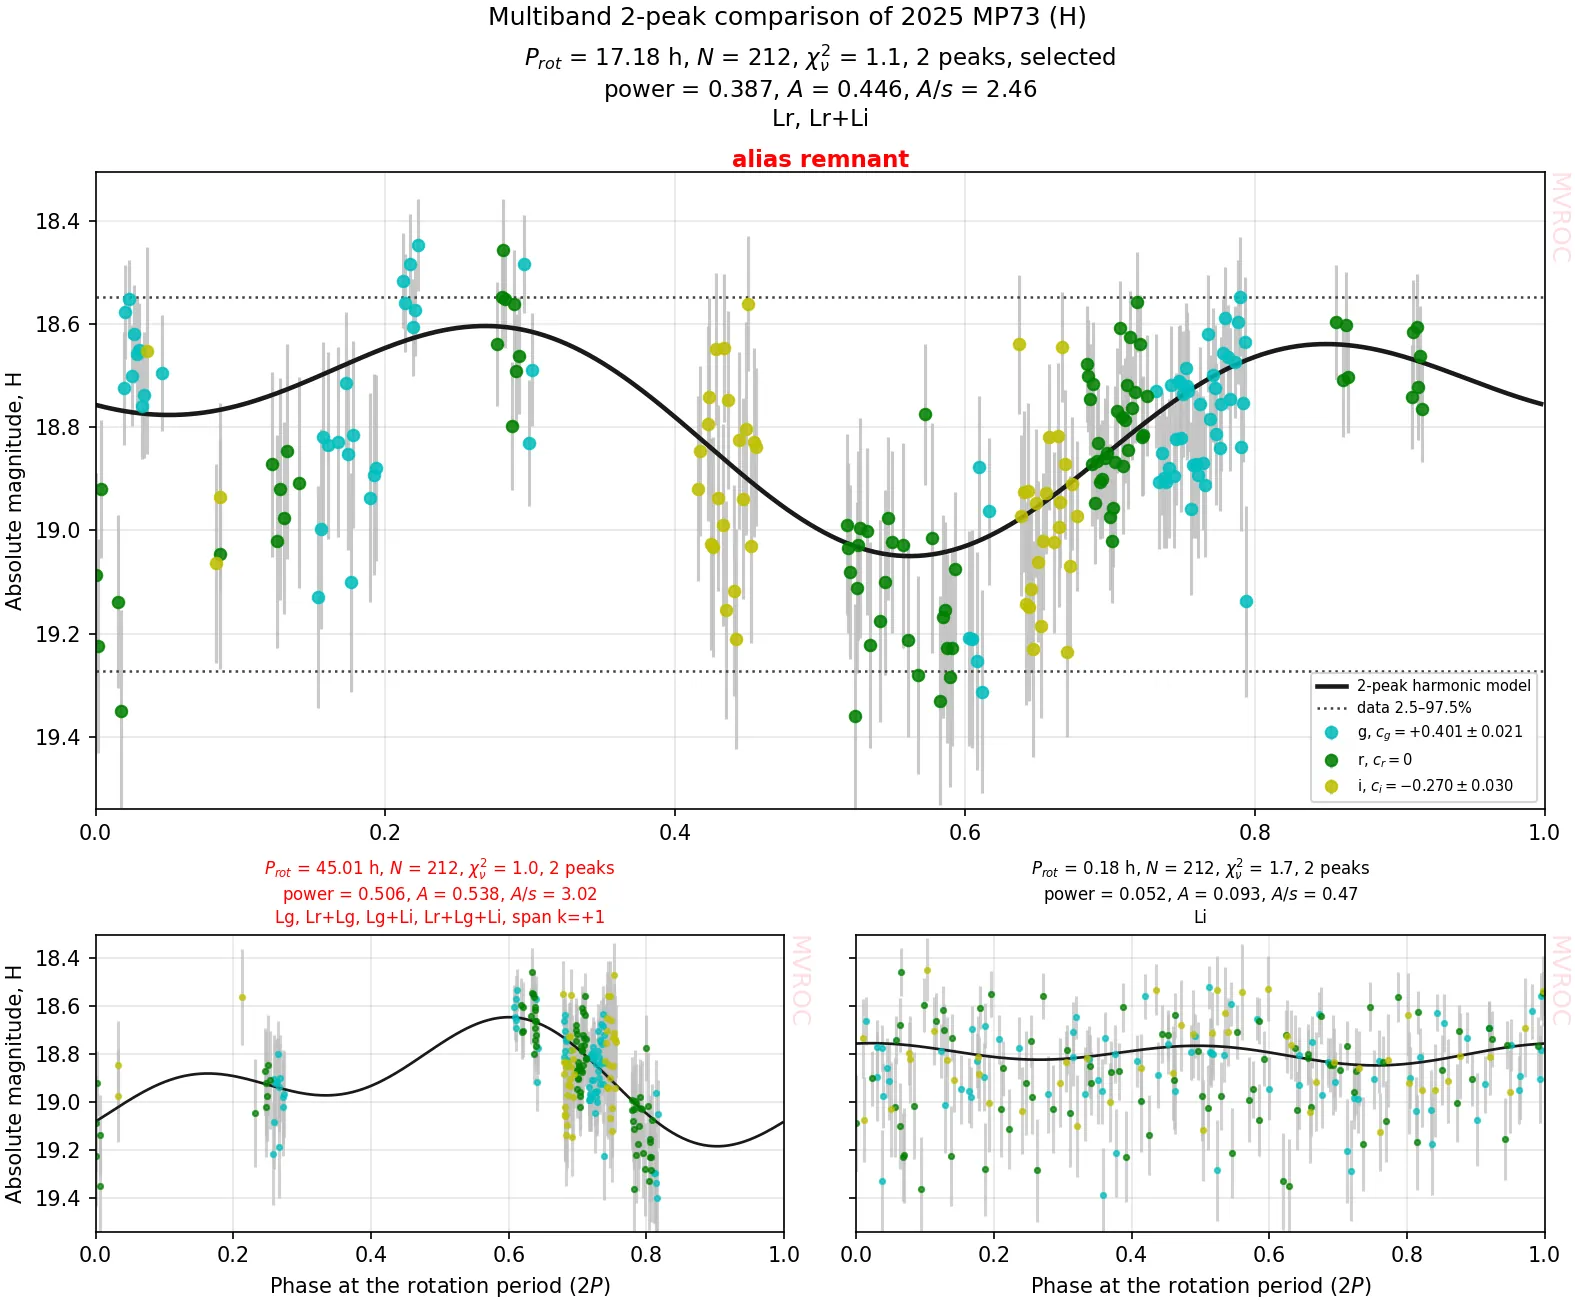 Multiband 2-peak comparison of 2025 MP73 (H)
P_rot = 17.18 h, N = 212, χ²_ν = 1.1, 2 peaks, selected
power = 0.387, A = 0.446, A/s = 2.46
Lr, Lr+Li
alias remnant
MVROC
Absolute magnitude, H
18.4
18.6
18.8
19.0
19.2
19.4
2-peak harmonic model
data 2.5–97.5%
g, c_g = +0.401 ± 0.021
r, c_r = 0
i, c_i = −0.270 ± 0.030
0.0 0.2 0.4 0.6 0.8 1.0
P_rot = 45.01 h, N = 212, χ²_ν = 1.0, 2 peaks
power = 0.506, A = 0.538, A/s = 3.02
Lg, Lr+Lg, Lg+Li, Lr+Lg+Li, span k=+1
MVROC
Absolute magnitude, H
18.4
18.6
18.8
19.0
19.2
19.4
0.0 0.2 0.4 0.6 0.8 1.0
Phase at the rotation period (2P)
P_rot = 0.18 h, N = 212, χ²_ν = 1.7, 2 peaks
power = 0.052, A = 0.093, A/s = 0.47
Li
MVROC
0.0 0.2 0.4 0.6 0.8 1.0
Phase at the rotation period (2P)